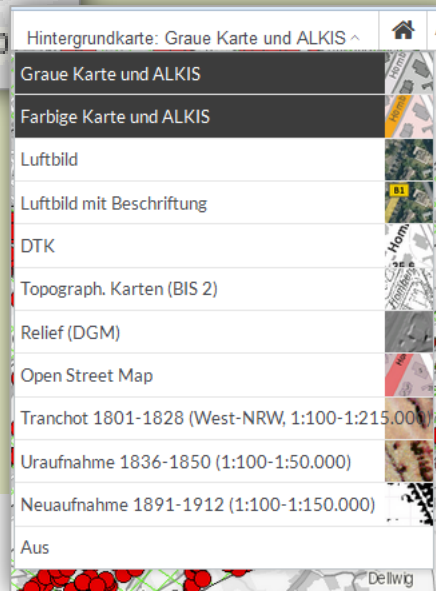 Hintergrundkarte: Graue Karte und ALKIS
Graue Karte und ALKIS
Farbige Karte und ALKIS
Luftbild
Luftbild mit Beschriftung
B1
DTK
Topograph. Karten (BIS 2)
Relief (DGM)
Open Street Map
Tranchot 1801-1828 (West-NRW, 1:100-1:215.000)
Uraufnahme 1836-1850 (1:100-1:50.000)
Neuaufnahme 1891-1912 (1:100-1:150.000)
Aus
Dellwig